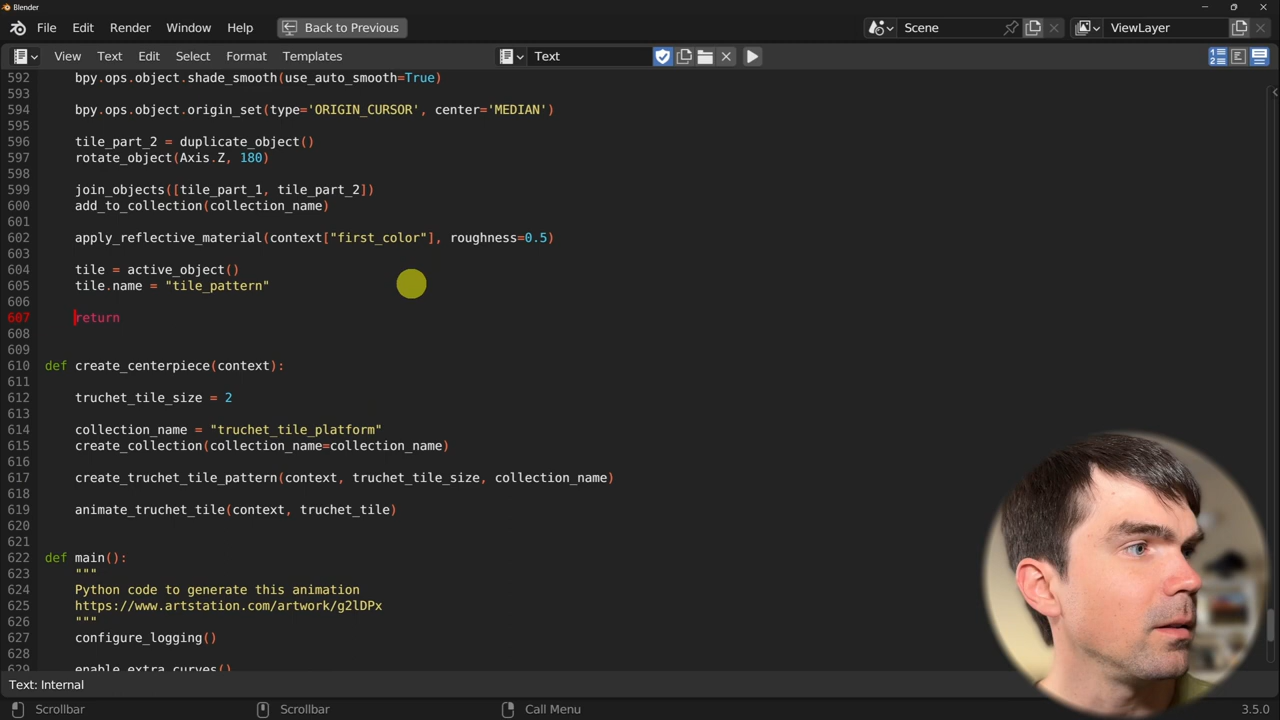 Blender
File Edit Render Window Help Back to Previous Scene ViewLayer
View Text Edit Select Format Templates Text
592 bpy.ops.object.shade_smooth(use_auto_smooth=True)
593
594 bpy.ops.object.origin_set(type='ORIGIN_CURSOR', center='MEDIAN')
595
596 tile_part_2 = duplicate_object()
597 rotate_object(Axis.Z, 180)
598
599 join_objects([tile_part_1, tile_part_2])
600 add_to_collection(collection_name)
601
602 apply_reflective_material(context["first_color"], roughness=0.5)
603
604 tile = active_object()
605 tile.name = "tile_pattern"
606
607 return
608
609
610 def create_centerpiece(context):
611
612 truchet_tile_size = 2
613
614 collection_name = "truchet_tile_platform"
615 create_collection(collection_name=collection_name)
616
617 create_truchet_tile_pattern(context, truchet_tile_size, collection_name)
618
619 animate_truchet_tile(context, truchet_tile)
620
621
622 def main():
623 """
624 Python code to generate this animation
625 https://www.artstation.com/artwork/g2lDPx
626 """
627 configure_logging()
628
629 enable_extra_curves()
Text: Internal
Scrollbar Scrollbar Call Menu 3.5.0